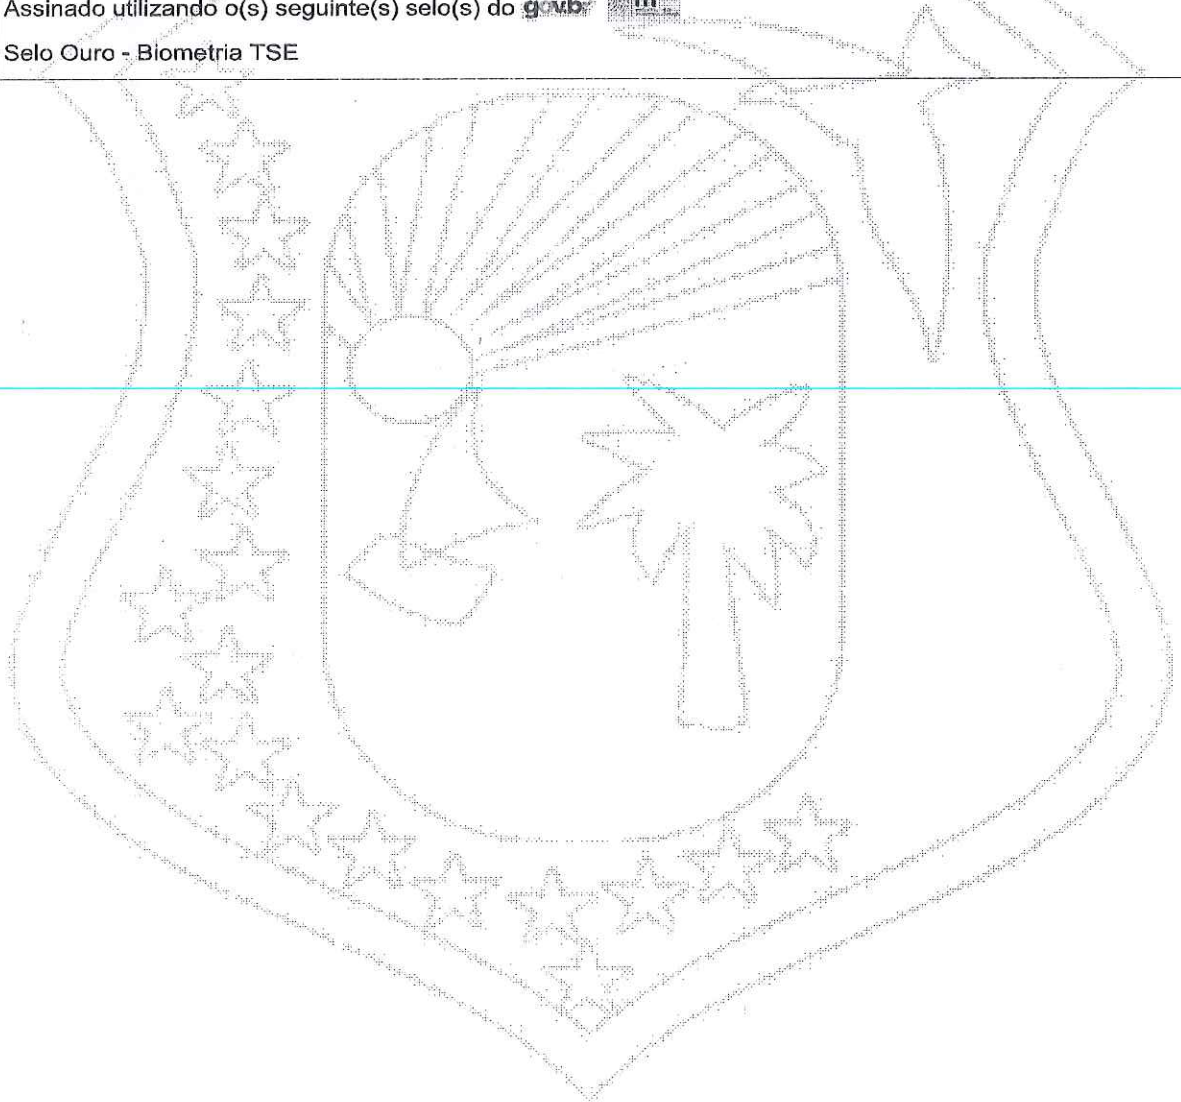 Assinado utilizando o(s) seguinte(s) selo(s) do gov.br
Selo Ouro - Biometria TSE